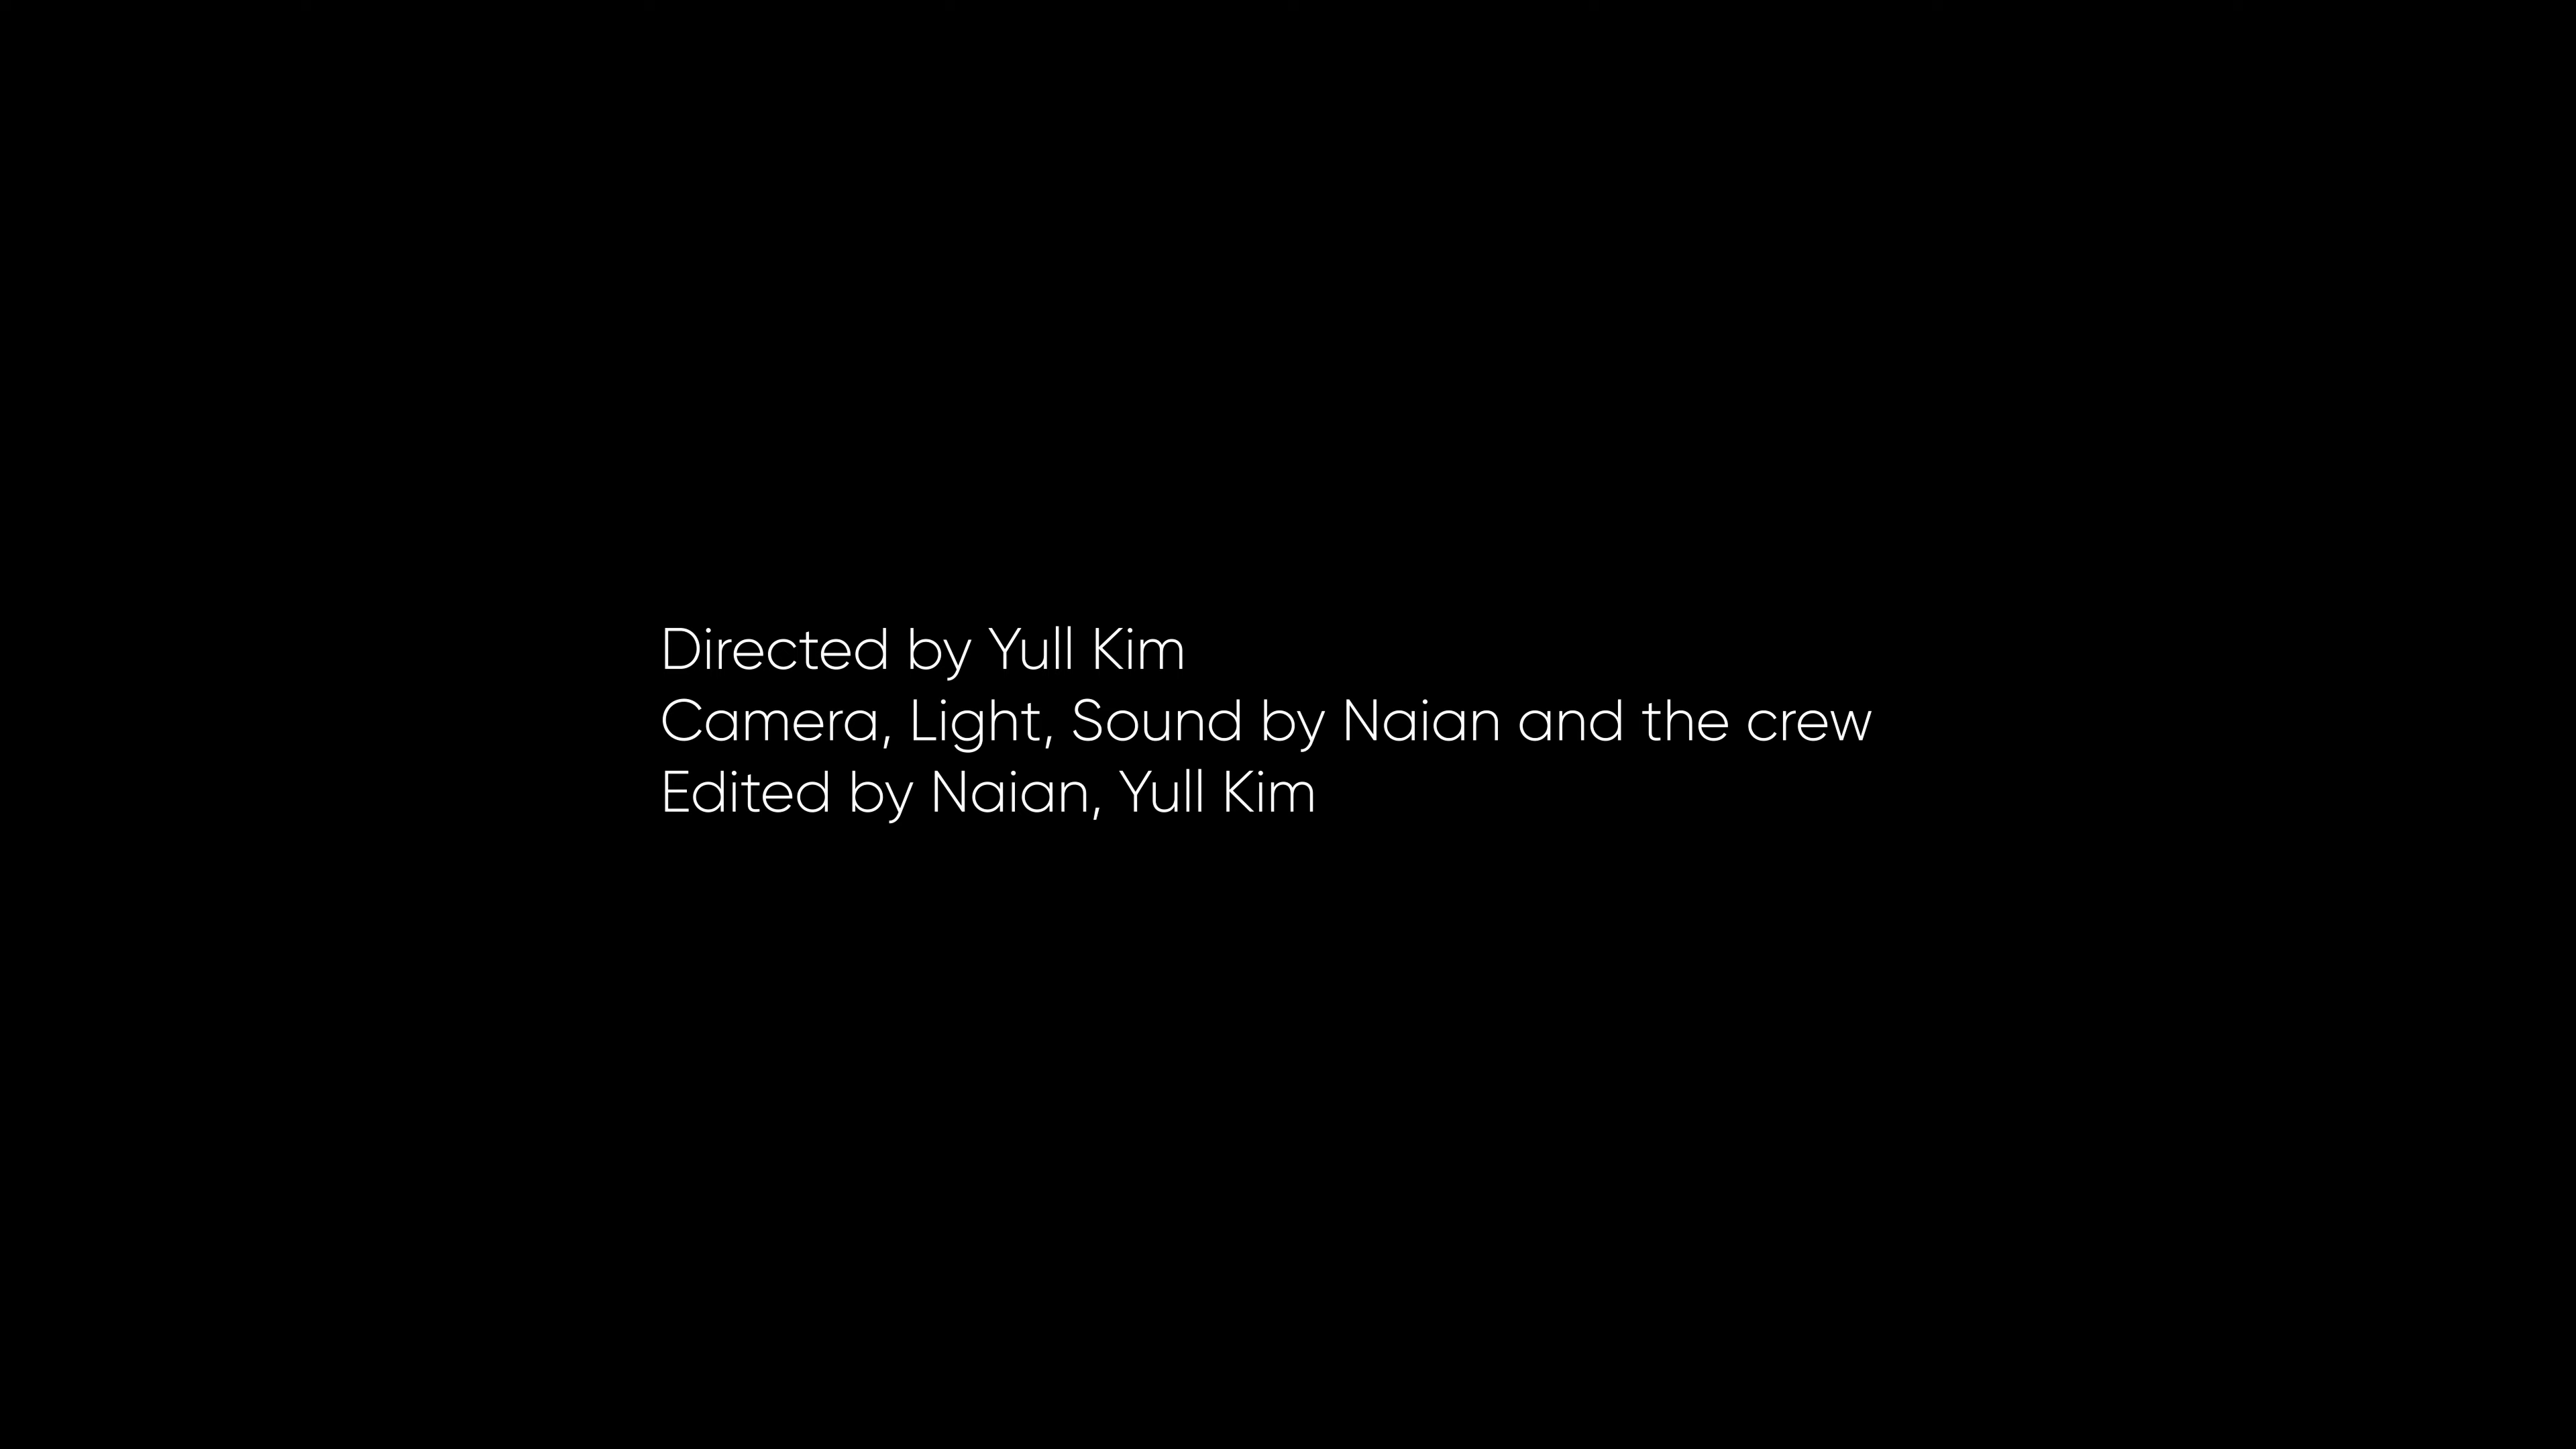 Directed by Yull Kim
Camera, Light, Sound by Naian and the crew
Edited by Naian, Yull Kim